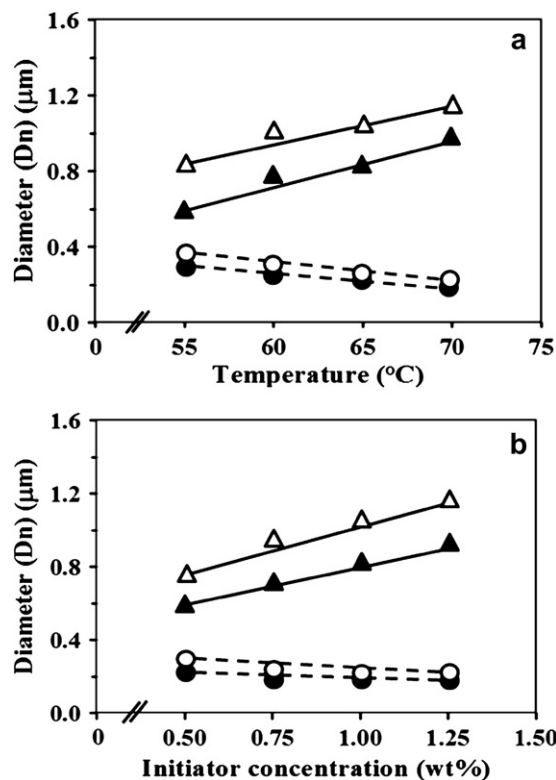 1.6
a
1.2
0.8
0.4
0.0
Diameter (Dn) (μm)
0 55 60 65 70 75
Temperature (°C)
1.6
b
1.2
0.8
0.4
0.0
Diameter (Dn) (μm)
0 0.50 0.75 1.00 1.25 1.50
Initiator concentration (wt%)